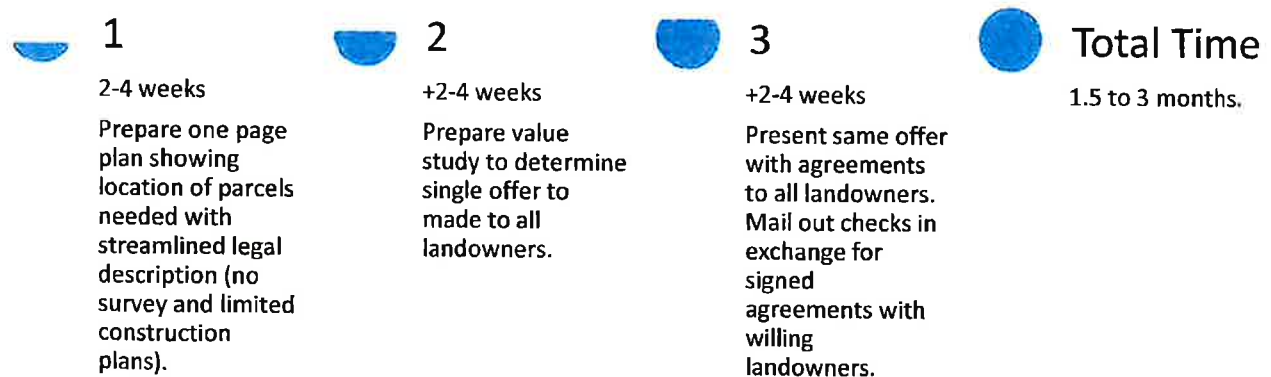 1
2-4 weeks
Prepare one page
plan showing
location of parcels
needed with
streamlined legal
description (no
survey and limited
construction
plans).
2
+2-4 weeks
Prepare value
study to determine
single offer to
made to all
landowners.
3
+2-4 weeks
Present same offer
with agreements
to all landowners.
Mail out checks in
exchange for
signed
agreements with
willing
landowners.
Total Time
1.5 to 3 months.